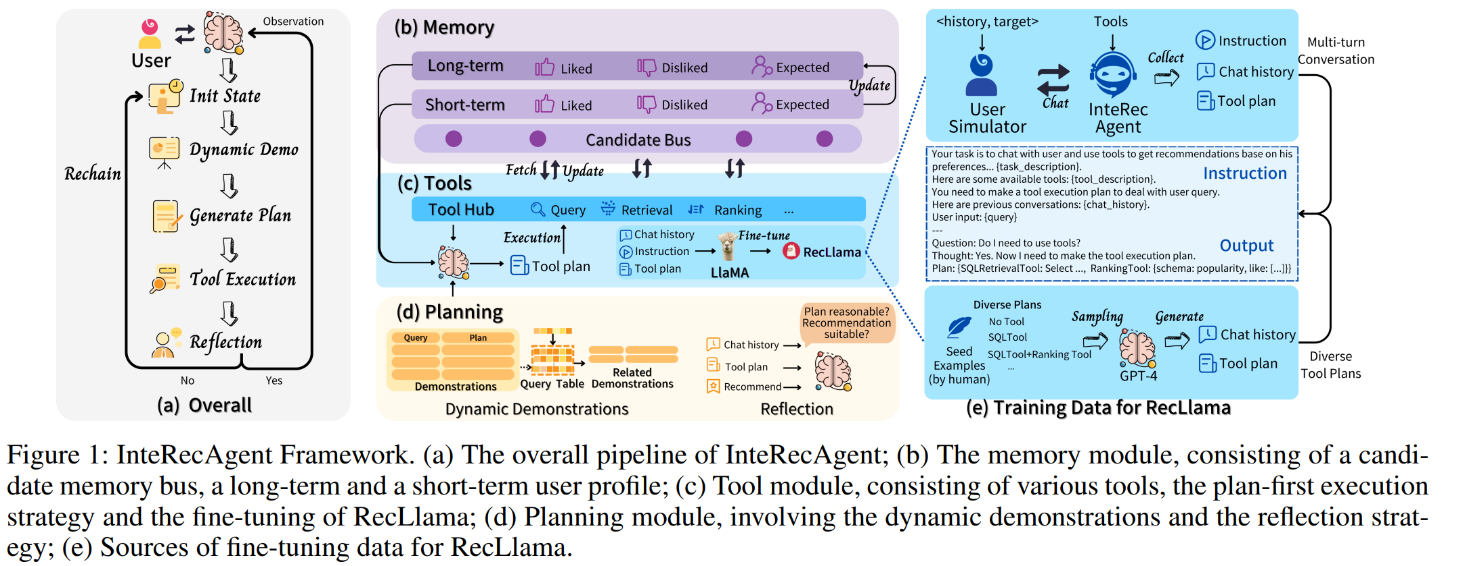 Observation
User
Init State
Dynamic Demo
Rechain
Generate Plan
Tool Execution
Reflection
No
Yes
(a) Overall
(b) Memory
Long-term
Liked
Disliked
Expected
Update
Short-term
Liked
Disliked
Expected
Candidate Bus
Fetch
Update
(c) Tools
Tool Hub
Query
Retrieval
Ranking
...
Execution
Tool plan
Chat history
Instruction
Tool plan
Fine-tune
LlaMA
RecLlama
(d) Planning
Query
Plan
Demonstrations
Query Table
Related
Demonstrations
Dynamic Demonstrations
Plan reasonable?
Recommendation
suitable?
Chat history
Tool plan
Recommend
Reflection
<history, target>
Tools
User
Simulator
Chat
InteRec
Agent
Collect
Instruction
Chat history
Tool plan
Multi-turn
Conversation
Your task is to chat with user and use tools to get recommendations base on his
preferences... {task_description}.
Here are some available tools: {tool_description}.
Instruction
You need to make a tool execution plan to deal with user query.
Here are previous conversations: {chat_history}.
User input: {query}
---
Output
Question: Do I need to use tools?
Thought: Yes. Now I need to make the tool execution plan.
Plan: {SQLRetrievalTool: Select ..., RankingTool: {schema: popularity, like: [...]}}
Diverse Plans
No Tool
SQLTool
SQLTool+Ranking Tool
...
Seed
Examples
(by human)
Sampling
GPT-4
Generate
Chat history
Tool plan
Diverse
Tool Plans
(e) Training Data for RecLlama
Figure 1: InteRecAgent Framework. (a) The overall pipeline of InteRecAgent; (b) The memory module, consisting of a candi-
date memory bus, a long-term and a short-term user profile; (c) Tool module, consisting of various tools, the plan-first execution
strategy and the fine-tuning of RecLlama; (d) Planning module, involving the dynamic demonstrations and the reflection strat-
egy; (e) Sources of fine-tuning data for RecLlama.